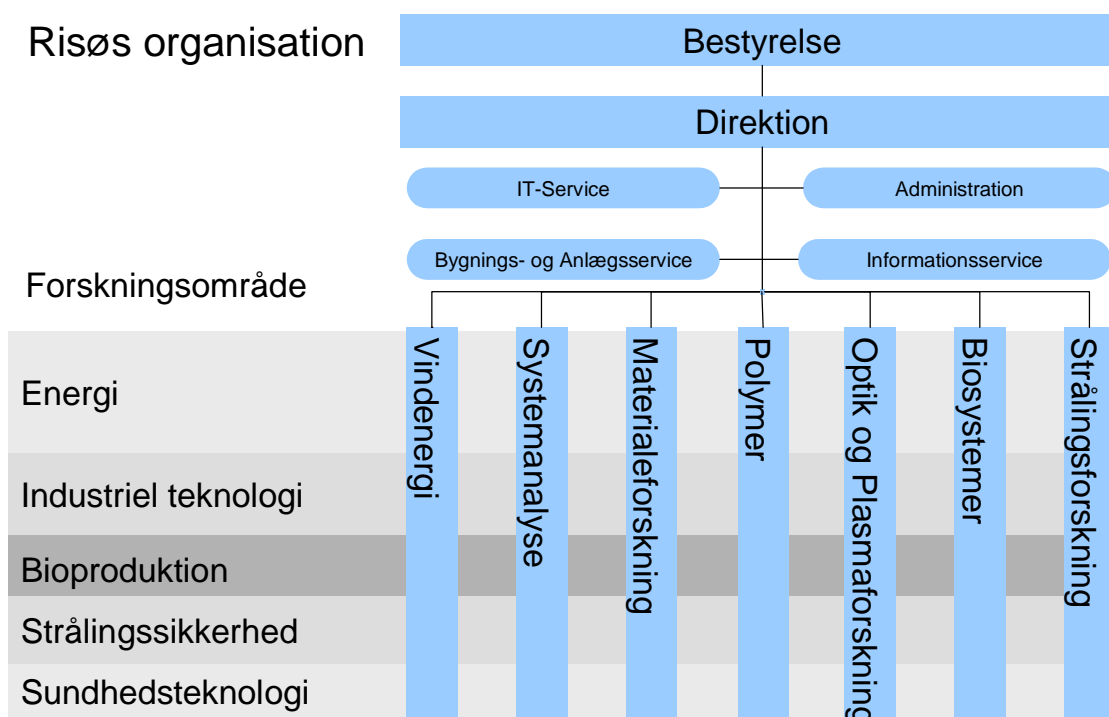 Risøs organisation
Bestyrelse
Direktion
IT-Service
Administration
Bygnings- og Anlægsservice
Informationsservice
Forskningsområde
Vindenergi
Systemanalyse
Materialeforskning
Polymer
Optik og Plasmaforskning
Biosystemer
Strålingsforskning
Energi
Industriel teknologi
Bioproduktion
Strålingssikkerhed
Sundhedsteknologi